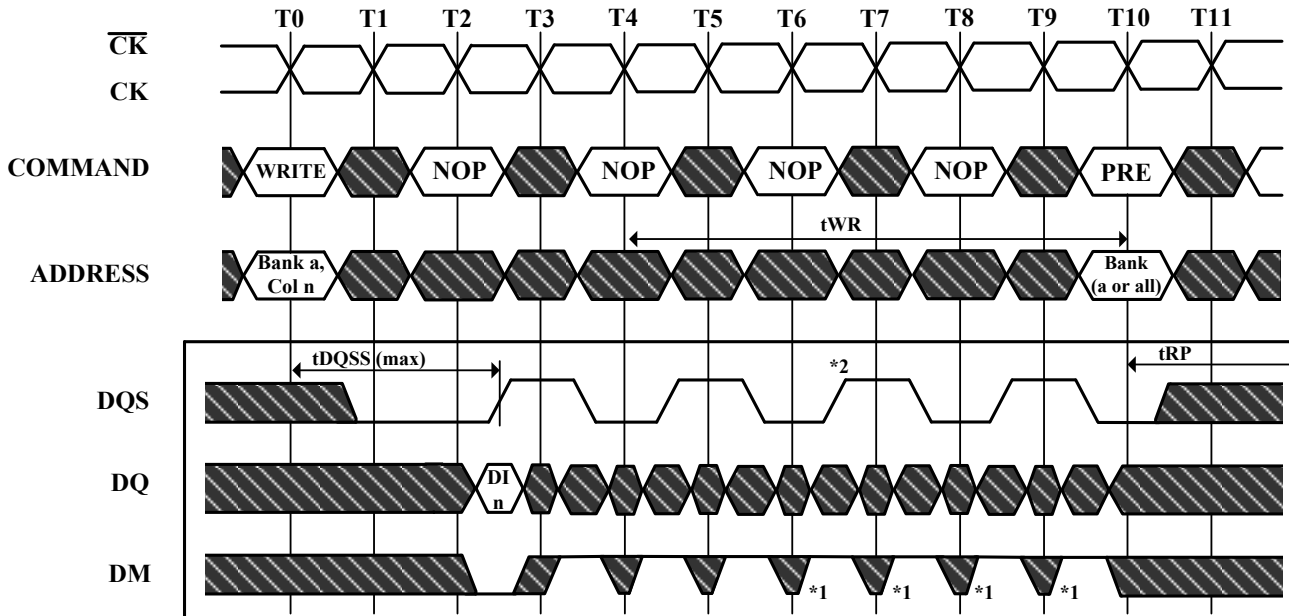 T0 T1 T2 T3 T4 T5 T6 T7 T8 T9 T10 T11
CK
CK
COMMAND WRITE NOP NOP NOP NOP PRE
tWR
ADDRESS Bank a, Col n Bank (a or all)
tDQSS (max) *2 tRP
DQS
DQ DI n
DM *1 *1 *1 *1